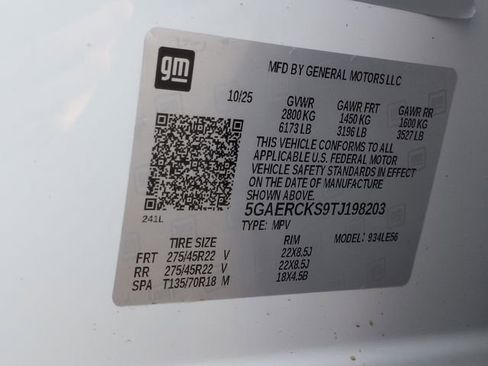 gm
MFD BY GENERAL MOTORS LLC
10/25 GVWR GAWR FRT GAWR RR
2800 KG 1450 KG 1600 KG
6173 LB 3196 LB 3527 LB
THIS VEHICLE CONFORMS TO ALL
APPLICABLE U.S. FEDERAL MOTOR
VEHICLE SAFETY STANDARDS IN EFFECT
ON THE DATE OF MANUFACTURE
SHOWN ABOVE.
5GAERCKS9TJ198203
241L TYPE: MPV MODEL: 934LE56
TIRE SIZE RIM
FRT 275/45R22 V 22X8.5J
RR 275/45R22 V 22X8.5J
SPA T135/70R18 M 18X4.5B